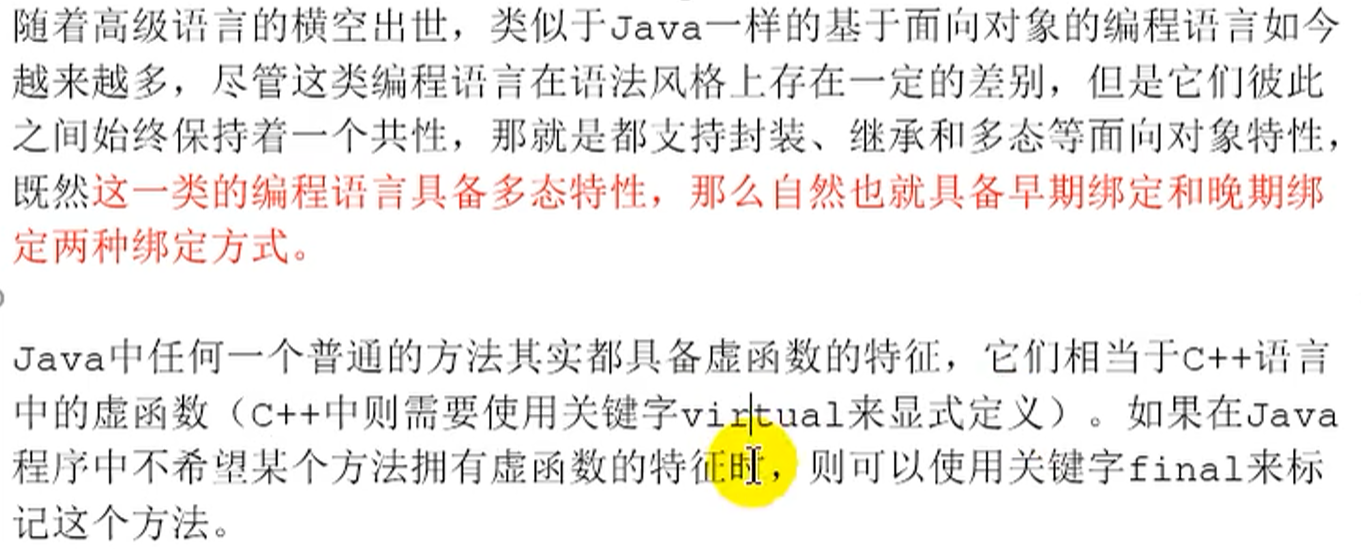 随着高级语言的横空出世，类似于Java一样的基于面向对象的编程语言如今
越来越多，尽管这类编程语言在语法风格上存在一定的差别，但是它们彼此
之间始终保持着一个共性，那就是都支持封装、继承和多态等面向对象特性，
既然这一类的编程语言具备多态特性，那么自然也就具备早期绑定和晚期绑
定两种绑定方式。
Java中任何一个普通的方法其实都具备虚函数的特征，它们相当于C++语言
中的虚函数（C++中则需要使用关键字virtual来显式定义）。如果在Java
程序中不希望某个方法拥有虚函数的特征时，则可以使用关键字final来标
记这个方法。